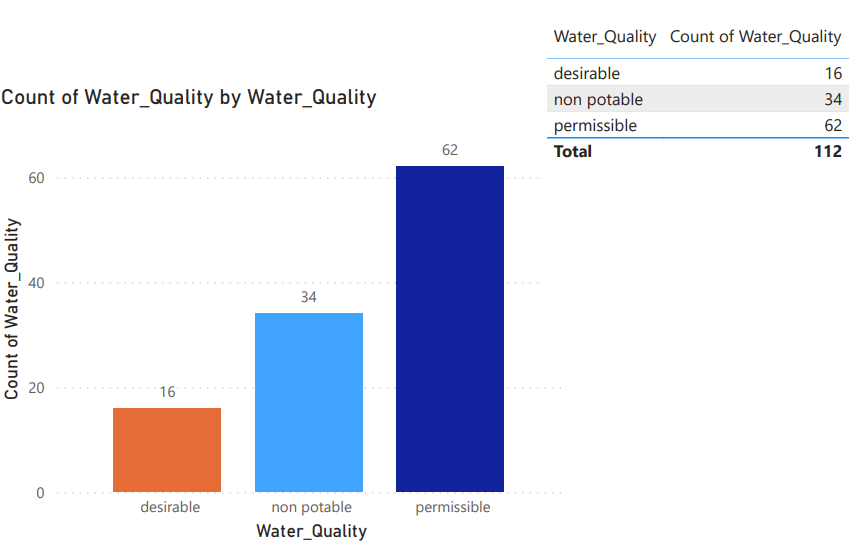 Water_Quality Count of Water_Quality
desirable 16
non potable 34
permissible 62
Total 112
Count of Water_Quality by Water_Quality
Count of Water_Quality
60
40
20
0
16
34
62
desirable non potable permissible
Water_Quality